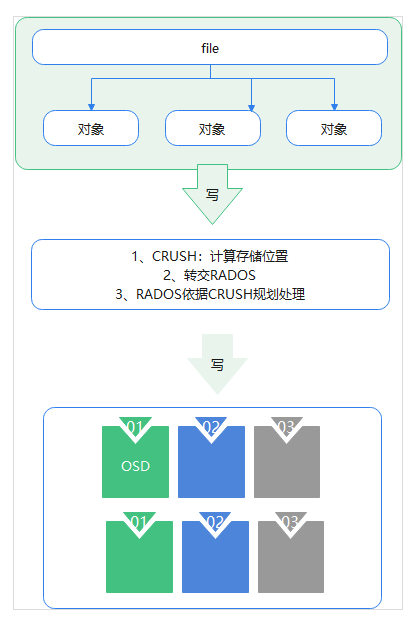 file
对象
对象
对象
写
1、CRUSH：计算存储位置
2、转交RADOS
3、RADOS依据CRUSH规划处理
写
01
02
03
OSD
01
02
03